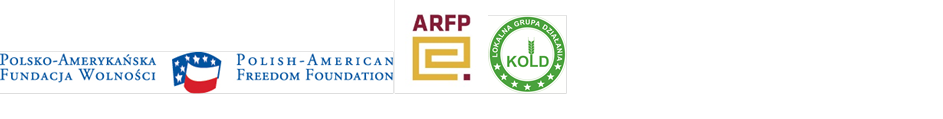 POLSKO-AMERYKAŃSKA
FUNDACJA WOLNOŚCI
POLISH-AMERICAN
FREEDOM FOUNDATION
ARFP
LOKALNA GRUPA DZIAŁANIA
KOLD